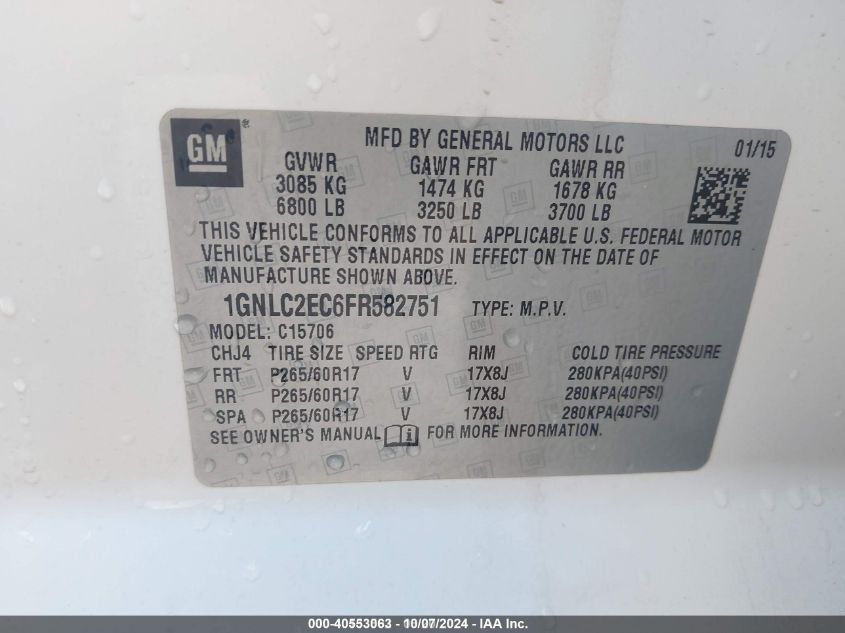 GM
MFD BY GENERAL MOTORS LLC 01/15
GVWR GAWR FRT GAWR RR
3085 KG 1474 KG 1678 KG
6800 LB 3250 LB 3700 LB
THIS VEHICLE CONFORMS TO ALL APPLICABLE U.S. FEDERAL MOTOR
VEHICLE SAFETY STANDARDS IN EFFECT ON THE DATE OF
MANUFACTURE SHOWN ABOVE.
1GNLC2EC6FR582751 TYPE: M.P.V.
MODEL: C15706
CHJ4 TIRE SIZE SPEED RTG RIM COLD TIRE PRESSURE
FRT P265/60R17 V 17X8J 280KPA(40PSI)
RR P265/60R17 V 17X8J 280KPA(40PSI)
SPA P265/60R17 V 17X8J 280KPA(40PSI)
SEE OWNER'S MANUAL FOR MORE INFORMATION.
000-40553063 - 10/07/2024 - IAA Inc.